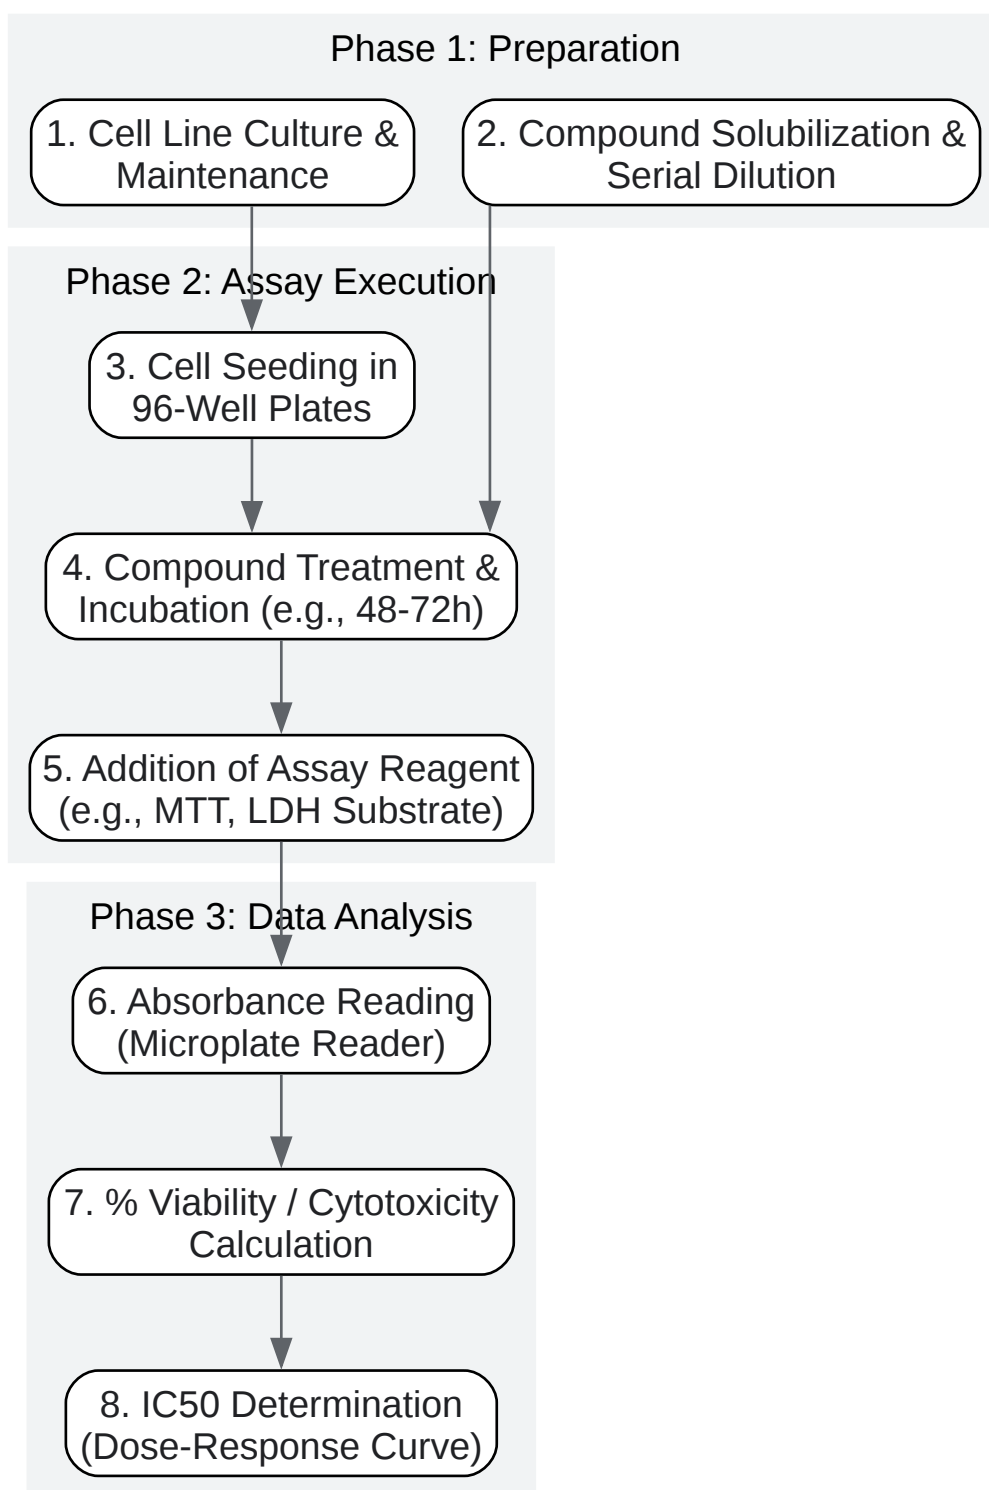 Phase 1: Preparation
1. Cell Line Culture &
Maintenance
2. Compound Solubilization &
Serial Dilution
Phase 2: Assay Execution
3. Cell Seeding in
96-Well Plates
4. Compound Treatment &
Incubation (e.g., 48-72h)
5. Addition of Assay Reagent
(e.g., MTT, LDH Substrate)
Phase 3: Data Analysis
6. Absorbance Reading
(Microplate Reader)
7. % Viability / Cytotoxicity
Calculation
8. IC50 Determination
(Dose-Response Curve)